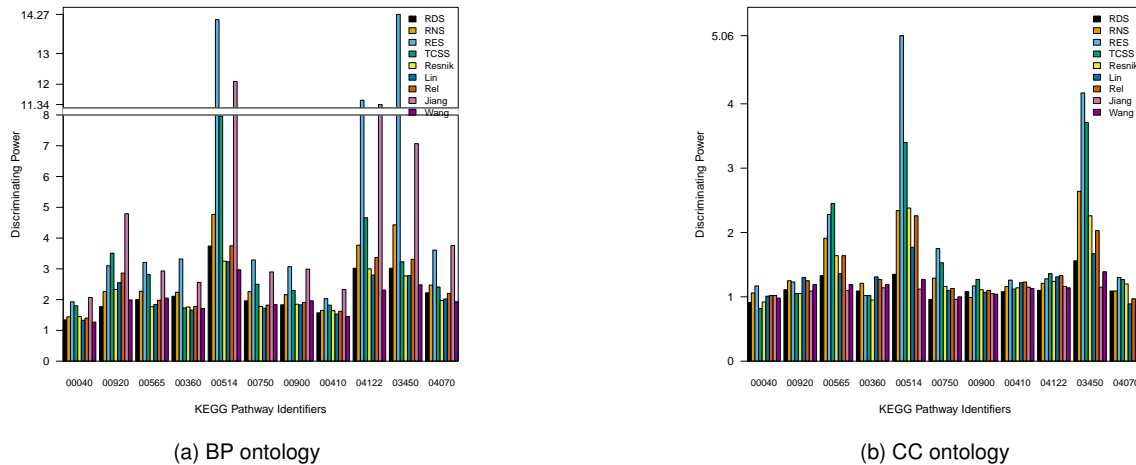 14.27
13
12
11.34
8
7
6
5
4
3
2
1
0
Discriminating Power
RDS
RNS
RES
TCSS
Resnik
Lin
Rel
Jiang
Wang
00040 00920 00565 00360 00514 00750 00900 00410 04122 03450 04070
KEGG Pathway Identifiers
(a) BP ontology
5.06
4
3
2
1
0
Discriminating Power
RDS
RNS
RES
TCSS
Resnik
Lin
Rel
Jiang
Wang
00040 00920 00565 00360 00514 00750 00900 00410 04122 03450 04070
KEGG Pathway Identifiers
(b) CC ontology